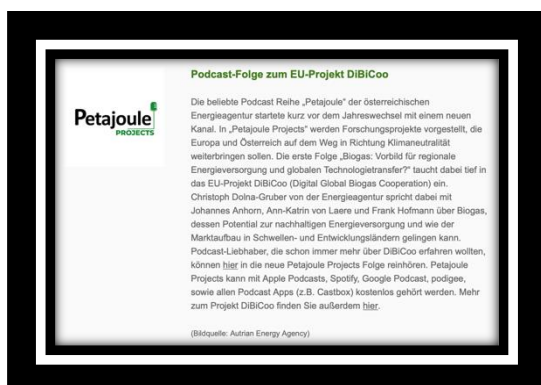 Petajoule
PROJECTS
Podcast-Folge zum EU-Projekt DiBiCoo
Die beliebte Podcast Reihe „Petajoule" der österreichischen
Energieagentur startete kurz vor dem Jahreswechsel mit einem neuen
Kanal. In „Petajoule Projects" werden Forschungsprojekte vorgestellt, die
Europa und Österreich auf dem Weg in Richtung Klimaneutralität
weiterbringen sollen. Die erste Folge „Biogas: Vorbild für regionale
Energieversorgung und globalen Technologietransfer?" taucht dabei tief in
das EU-Projekt DiBiCoo (Digital Global Biogas Cooperation) ein.
Christoph Dolna-Gruber von der Energieagentur spricht dabei mit
Johannes Anhorn, Ann-Katrin van Laere und Frank Hofmann über Biogas,
dessen Potential zur nachhaltigen Energieversorgung und wie der
Marktaufbau in Schwellen- und Entwicklungsländern gelingen kann.
Podcast-Liebhaber, die schon immer mehr über DiBiCoo erfahren wollten,
können hier in die neue Petajoule Projects Folge reinhören. Petajoule
Projects kann mit Apple Podcasts, Spotify, Google Podcast, podigee,
sowie allen Podcast Apps (z.B. Castbox) kostenlos gehört werden. Mehr
zum Projekt DiBiCoo finden Sie außerdem hier.
(Bildquelle: Autrian Energy Agency)